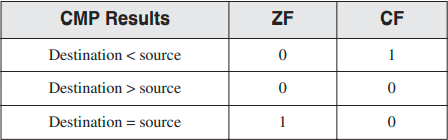 CMP Results ZF CF
Destination < source 0 1
Destination > source 0 0
Destination = source 1 0